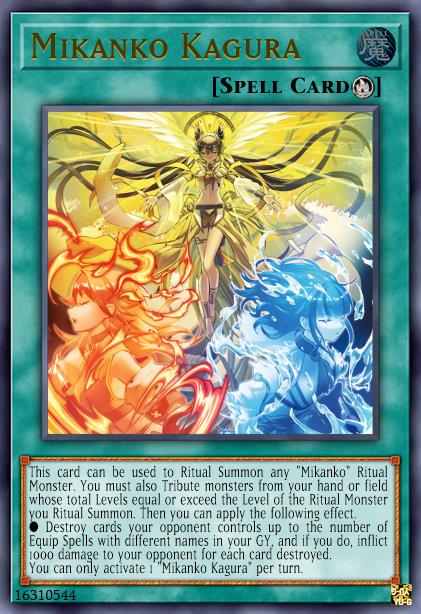 Mikanko Kagura
魔
[Spell Card]
This card can be used to Ritual Summon any "Mikanko" Ritual
Monster. You must also Tribute monsters from your hand or field
whose total Levels equal or exceed the Level of the Ritual Monster
you Ritual Summon. Then you can apply the following effect.
● Destroy cards your opponent controls up to the number of
Equip Spells with different names in your GY, and if you do, inflict
1000 damage to your opponent for each card destroyed.
You can only activate 1 "Mikanko Kagura" per turn.
16310544